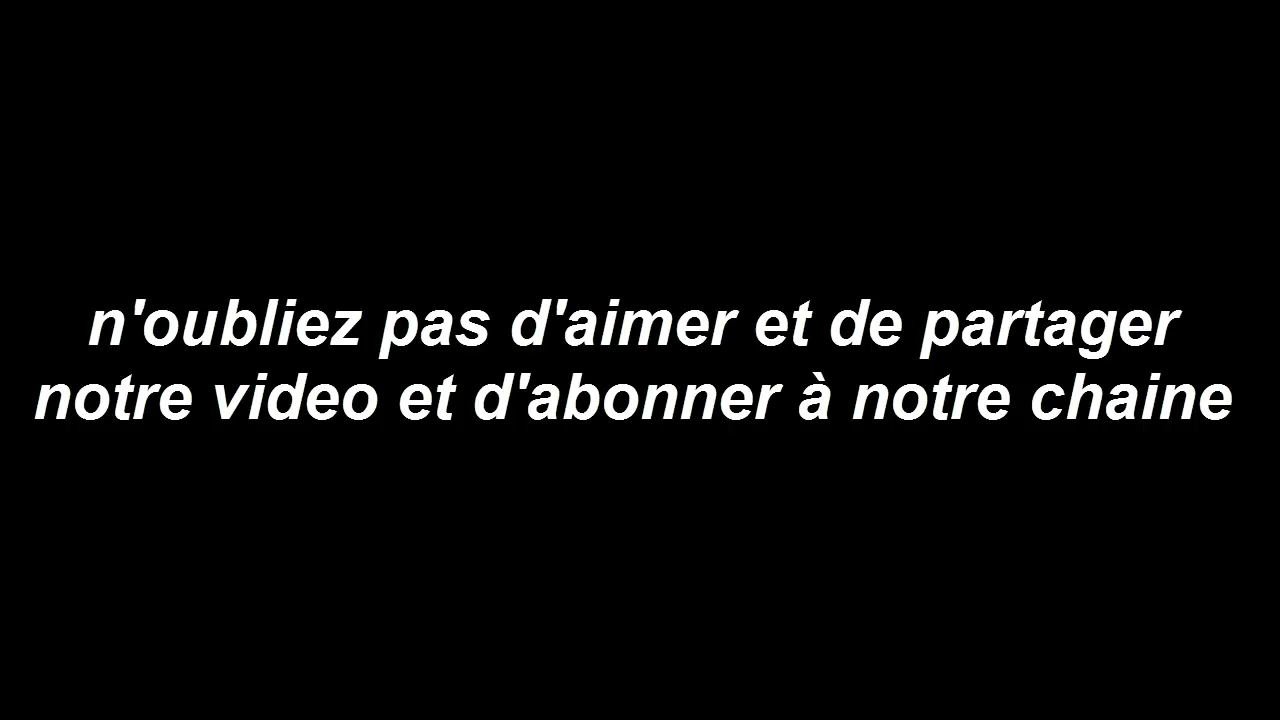 n'oubliez pas d'aimer et de partager
notre video et d'abonner à notre chaine